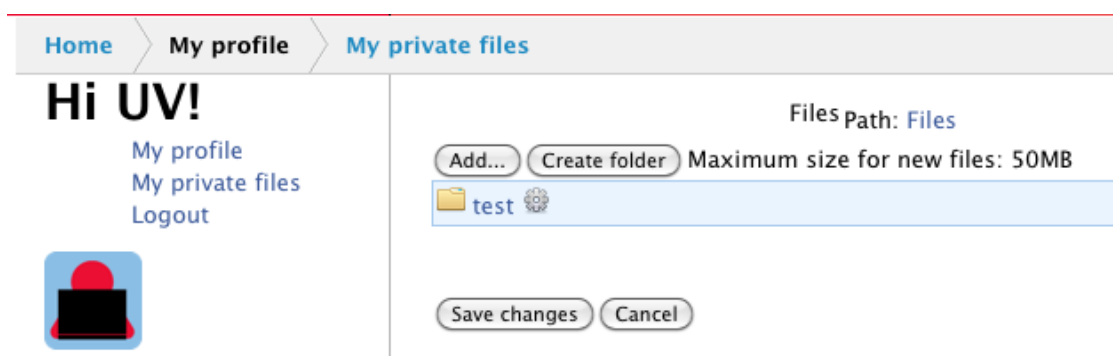 Home My profile My private files
Hi UV!
My profile
My private files
Logout
Files Path: Files
Add... Create folder Maximum size for new files: 50MB
test
Save changes Cancel